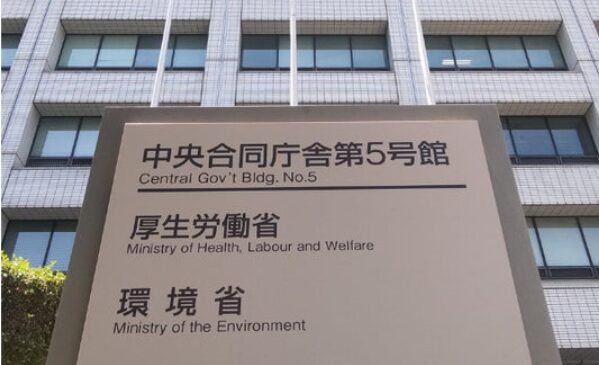 中央合同庁舎第5号館
Central Gov't Bldg. No.5
厚生労働省
Ministry of Health, Labour and Welfare
環境省
Ministry of the Environment